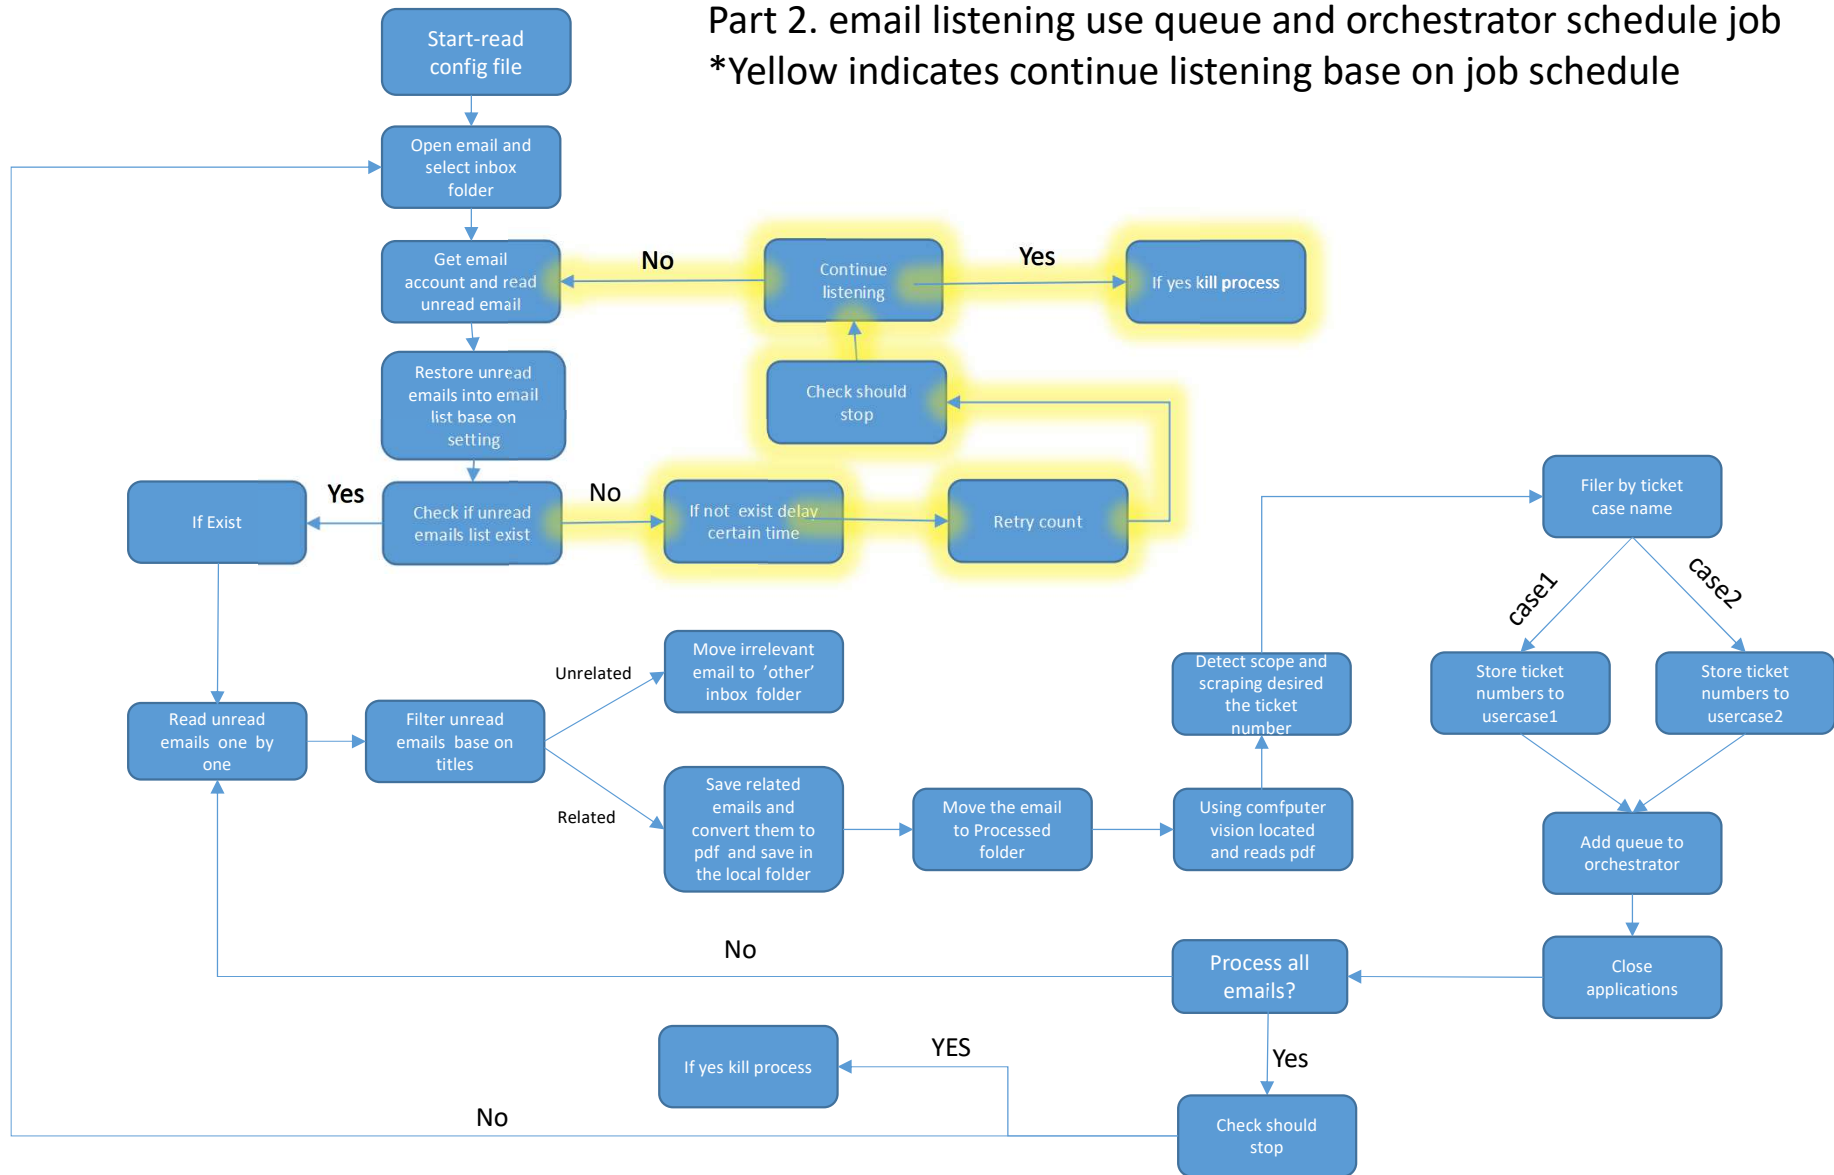 Part 2. email listening use queue and orchestrator schedule job
*Yellow indicates continue listening base on job schedule
Start-read
config file
Open email and
select inbox
folder
Get email
account and read
unread email
No
Continue
listening
Yes
If yes kill process
Restore unread
emails into email
list base on
setting
Check should
stop
If Exist
Yes
Check if unread
emails list exist
No
If not exist delay
certain time
Retry count
Filer by ticket
case name
case1
case2
Read unread
emails one by
one
Filter unread
emails base on
titles
Unrelated
Move irrelevant
email to 'other'
inbox folder
Related
Save related
emails and
convert them to
pdf and save in
the local folder
Move the email
to Processed
folder
Using comfputer
vision located
and reads pdf
Detect scope and
scraping desired
the ticket
number
Store ticket
numbers to
usercase1
Store ticket
numbers to
usercase2
Add queue to
orchestrator
Close
applications
Process all
emails?
No
Yes
If yes kill process
YES
Check should
stop
No